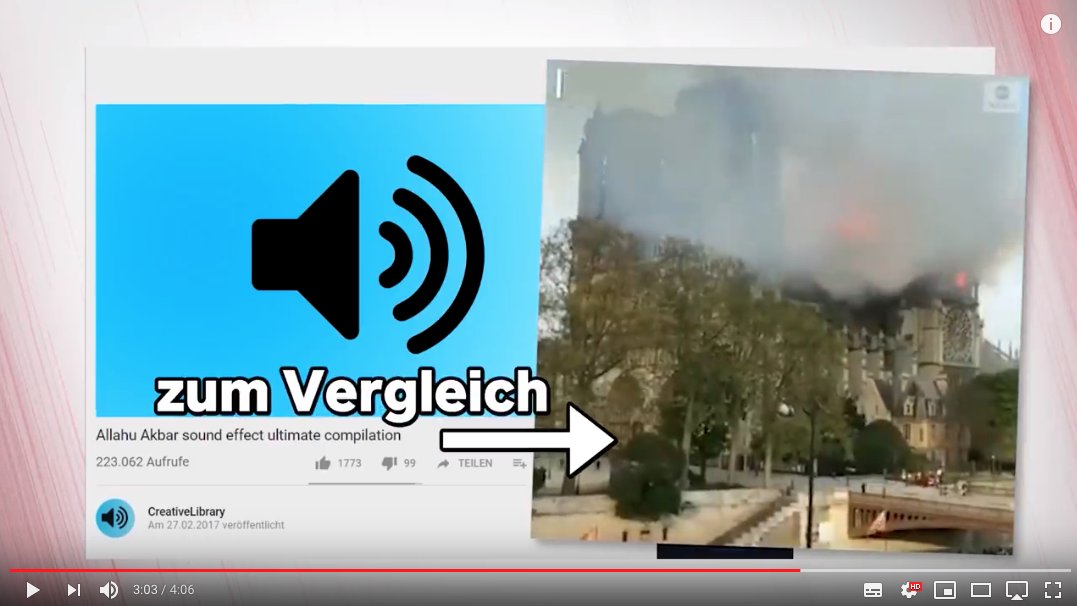 zum Vergleich
Allahu Akbar sound effect ultimate compilation
223.062 Aufrufe
1773
99
TEILEN
CreativeLibrary
Am 27.02.2017 veröffentlicht
3:03 / 4:06
HD